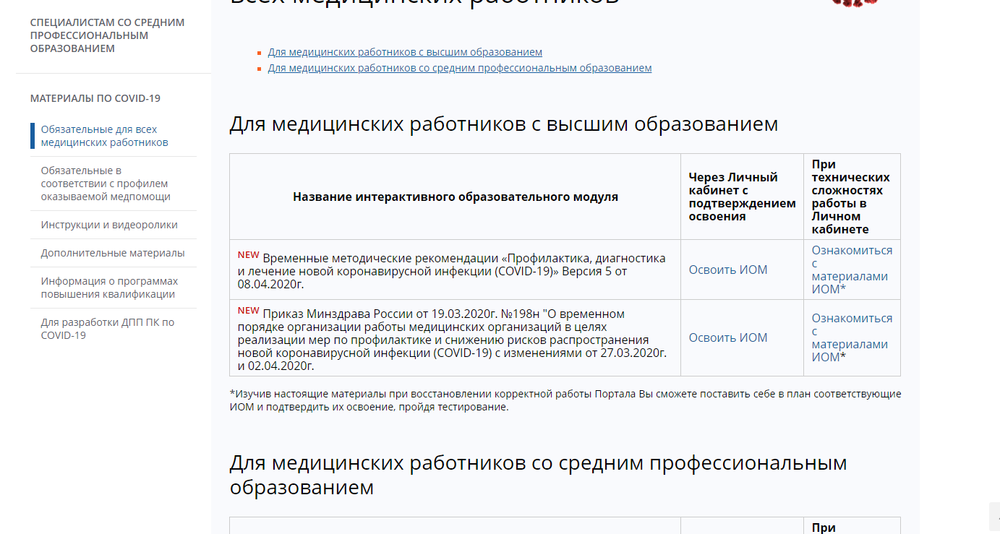 всех медицинских работников
СПЕЦИАЛИСТАМ СО СРЕДНИМ
ПРОФЕССИОНАЛЬНЫМ
ОБРАЗОВАНИЕМ
МАТЕРИАЛЫ ПО COVID-19
Обязательные для всех
медицинских работников
Обязательные в
соответствии с профилем
оказываемой медпомощи
Инструкции и видеоролики
Дополнительные материалы
Информация о программах
повышения квалификации
Для разработки ДПП ПК по
COVID-19
Для медицинских работников с высшим образованием
Для медицинских работников со средним профессиональным образованием
Для медицинских работников с высшим образованием
Название интерактивного образовательного модуля
Через Личный
кабинет с
подтверждением
освоения
При
технических
сложностях
работы в
Личном
кабинете
NEW Временные методические рекомендации «Профилактика, диагностика
и лечение новой коронавирусной инфекции (COVID-19)» Версия 5 от
08.04.2020г.
Освоить ИОМ
Ознакомиться
с
материалами
ИОМ*
NEW Приказ Минздрава России от 19.03.2020г. №198н "О временном
порядке организации работы медицинских организаций в целях
реализации мер по профилактике и снижению рисков распространения
новой коронавирусной инфекции (COVID-19) с изменениями от 27.03.2020г.
и 02.04.2020г.
Освоить ИОМ
Ознакомиться
с
материалами
ИОМ*
*Изучив настоящие материалы при восстановлении корректной работы Портала Вы сможете поставить себе в план соответствующие
ИОМ и подтвердить их освоение, пройдя тестирование.
Для медицинских работников со средним профессиональным
образованием
При